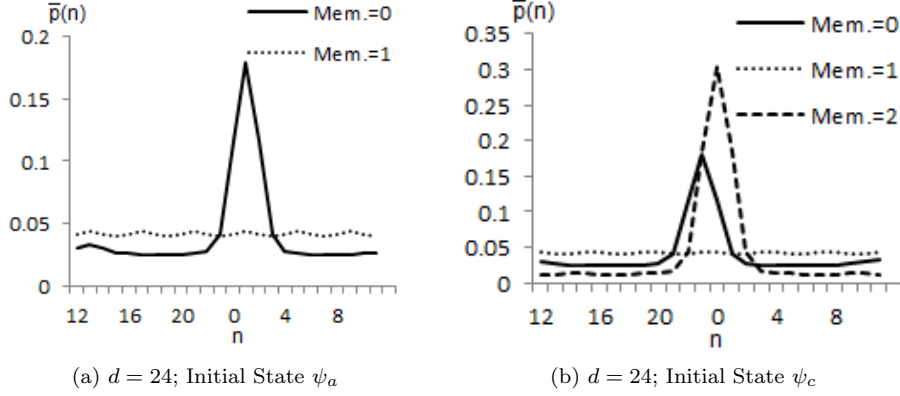 p̅(n)
Mem.=0
Mem.=1
0.2
0.15
0.1
0.05
0
12 16 20 0 4 8
n
(a) d = 24; Initial State ψa
p̅(n)
Mem.=0
Mem.=1
Mem.=2
0.35
0.3
0.25
0.2
0.15
0.1
0.05
0
12 16 20 0 4 8
n
(b) d = 24; Initial State ψc